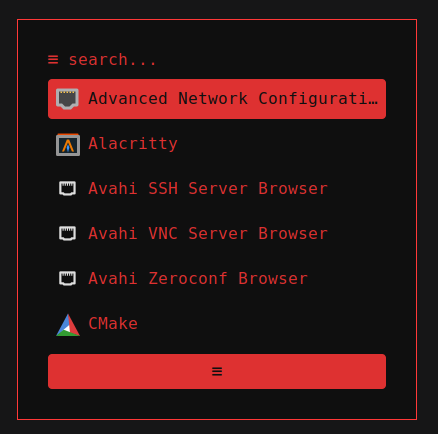 ≡ search...
Advanced Network Configurati…
Alacritty
Avahi SSH Server Browser
Avahi VNC Server Browser
Avahi Zeroconf Browser
CMake
≡